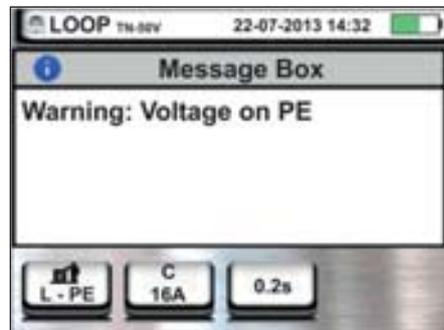 LOOP TN-50V 22-07-2013 14:32
Message Box
Warning: Voltage on PE
L - PE
C
16A
0.2s